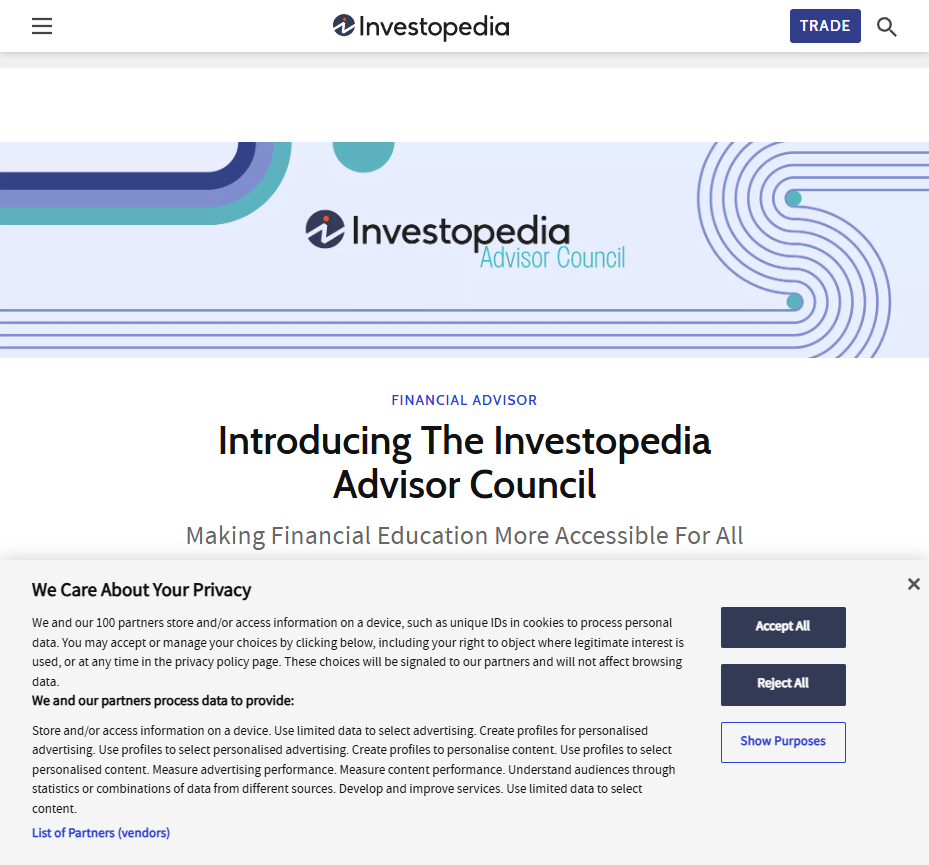 Investopedia
TRADE
Investopedia
Advisor Council
FINANCIAL ADVISOR
Introducing The Investopedia
Advisor Council
Making Financial Education More Accessible For All
We Care About Your Privacy
We and our 100 partners store and/or access information on a device, such as unique IDs in cookies to process personal
data. You may accept or manage your choices by clicking below, including your right to object where legitimate interest is
used, or at any time in the privacy policy page. These choices will be signaled to our partners and will not affect browsing
data.
We and our partners process data to provide:
Store and/or access information on a device. Use limited data to select advertising. Create profiles for personalised
advertising. Use profiles to select personalised advertising. Create profiles to personalise content. Use profiles to select
personalised content. Measure advertising performance. Measure content performance. Understand audiences through
statistics or combinations of data from different sources. Develop and improve services. Use limited data to select
content.
List of Partners (vendors)
Accept All
Reject All
Show Purposes